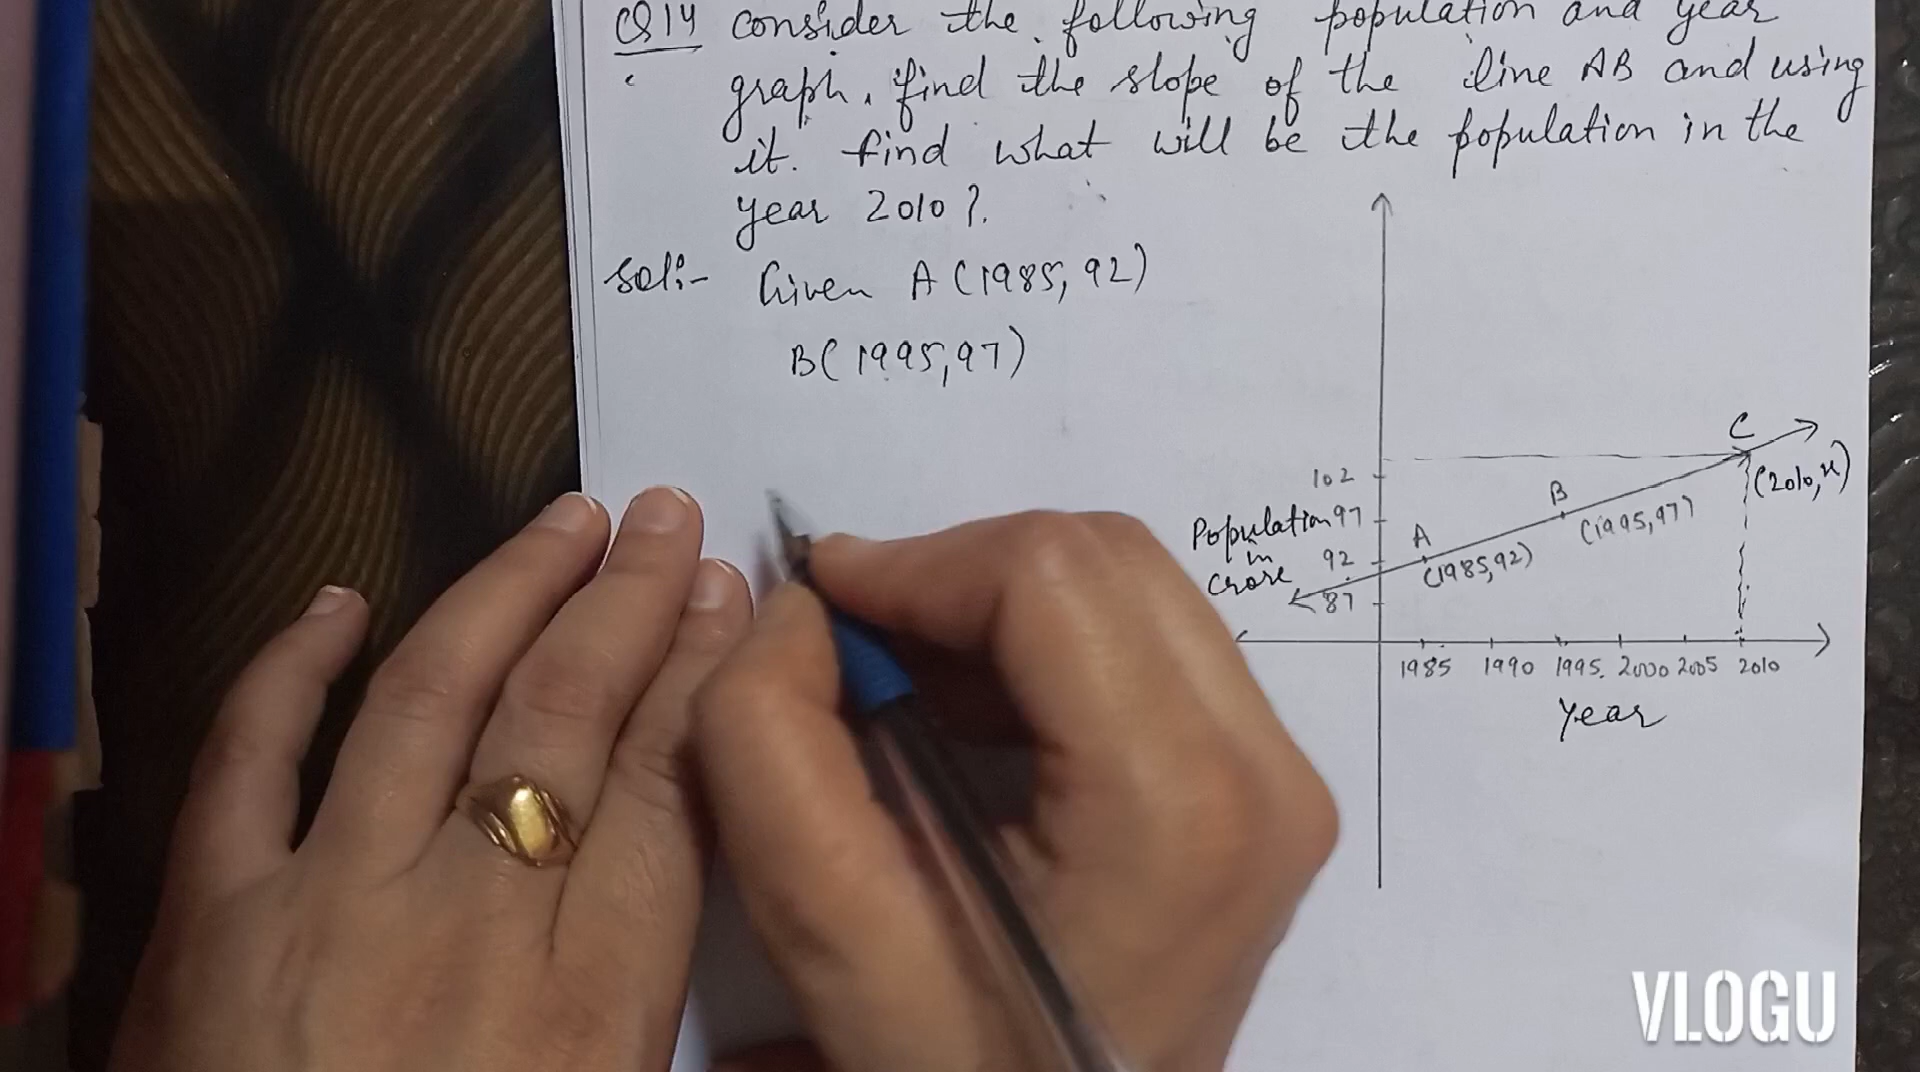 Q14 consider the following population and year
graph, find the slope of the line AB and using
it. find what will be the population in the
year 2010?.
Sol:- Given A (1985, 92)
B(1995,97)
C
(2010,x)
102
B
(1995,97)
Population 97
in
crore
A
(1985,92)
92
87
1985 1990 1995. 2000 2005 2010
Year
VLOGU